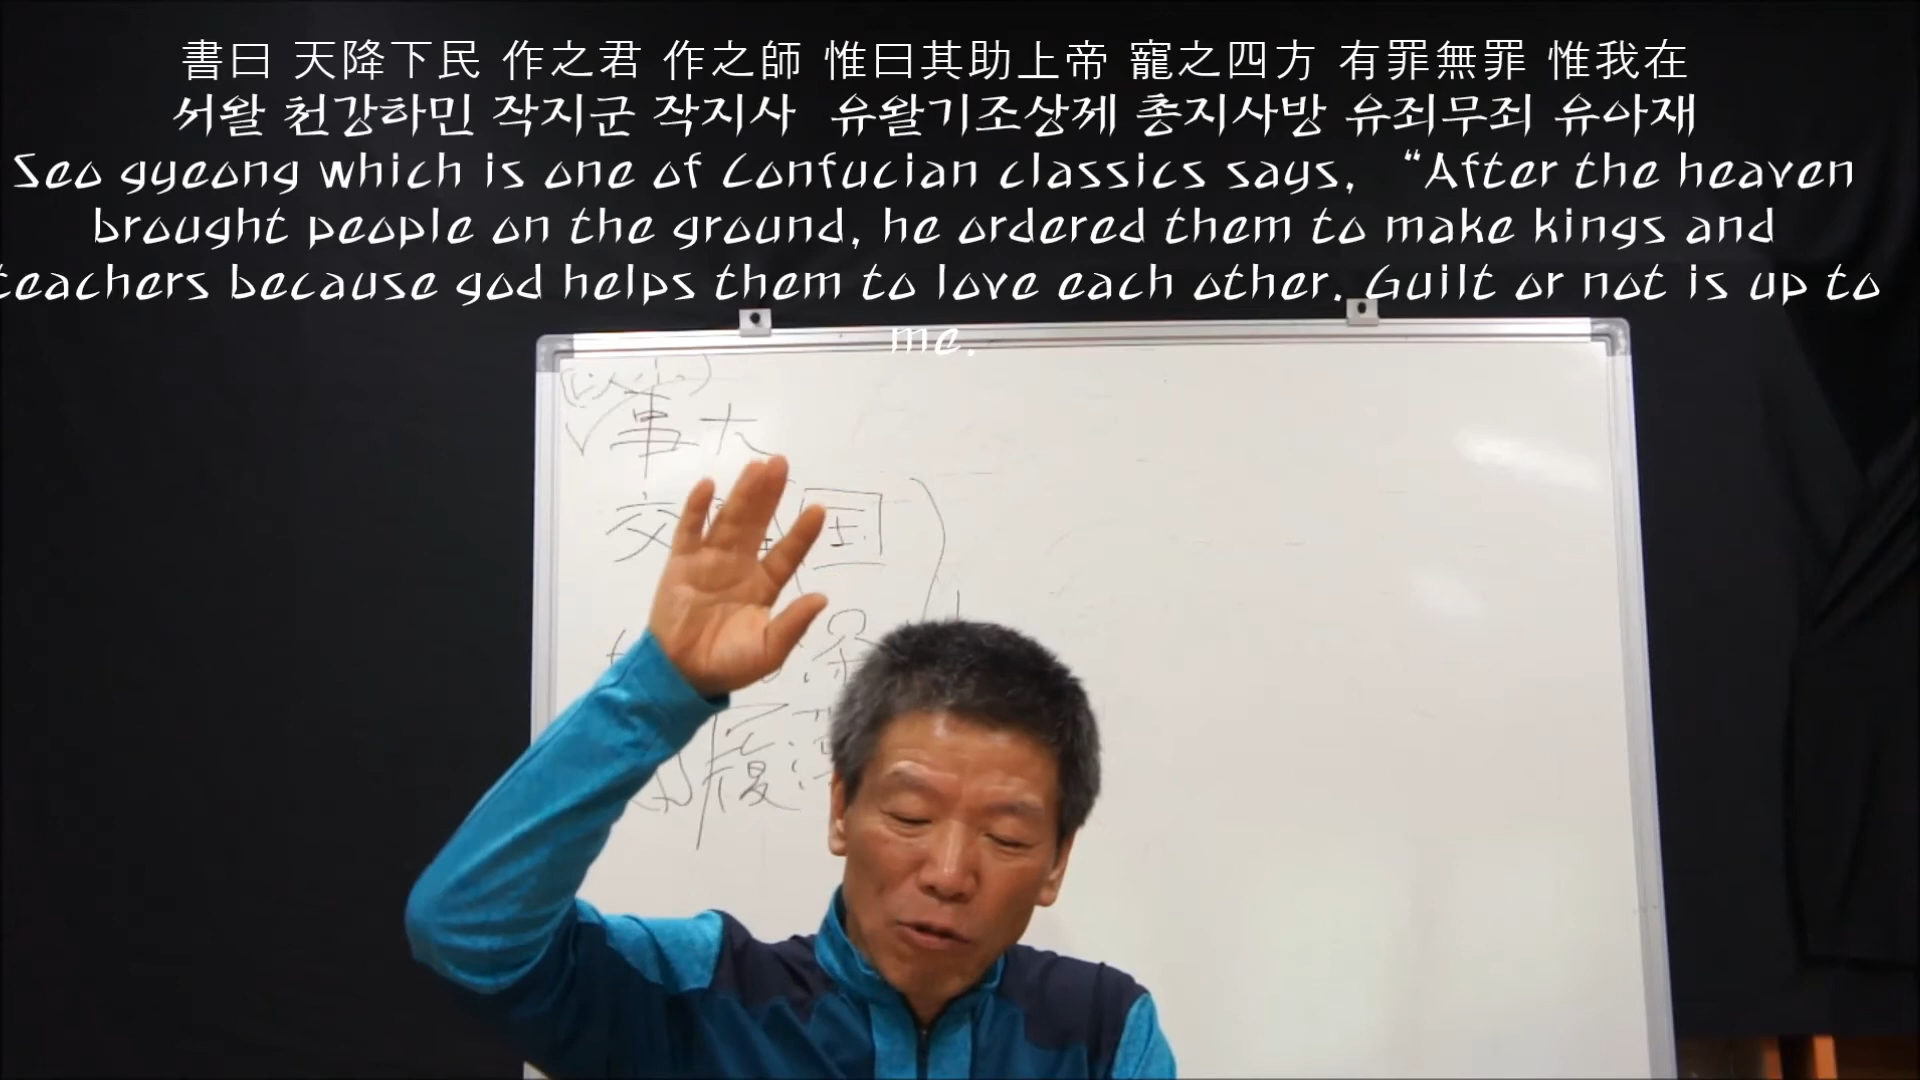 書曰 天降下民 作之君 作之師 惟曰其助上帝 寵之四方 有罪無罪 惟我在
서왈 천강하민 작지군 작지사 유왈기조상제 총지사방 유죄무죄 유아재
Seo gyeong which is one of Confucian classics says, “After the heaven
brought people on the ground, he ordered them to make kings and
teachers because god helps them to love each other. Guilt or not is up to
me.
事大
交 国